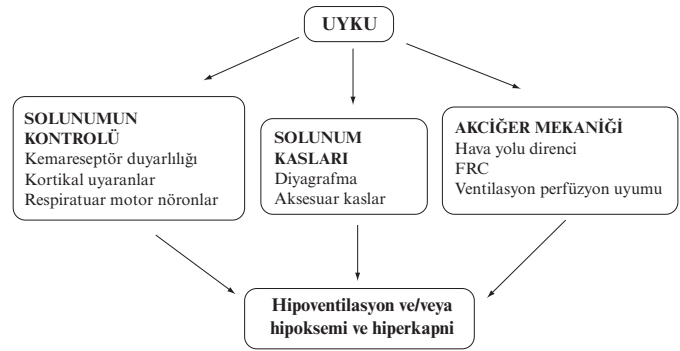 UYKU
SOLUNUMUN
KONTROLÜ
Kemareseptör duyarlılığı
Kortikal uyaranlar
Respiratuar motor nöronlar
SOLUNUM
KASLARI
Diyagrafma
Aksesuar kaslar
AKCİĞER MEKANİĞİ
Hava yolu direnci
FRC
Ventilasyon perfüzyon uyumu
Hipoventilasyon ve/veya
hipoksemi ve hiperkapni